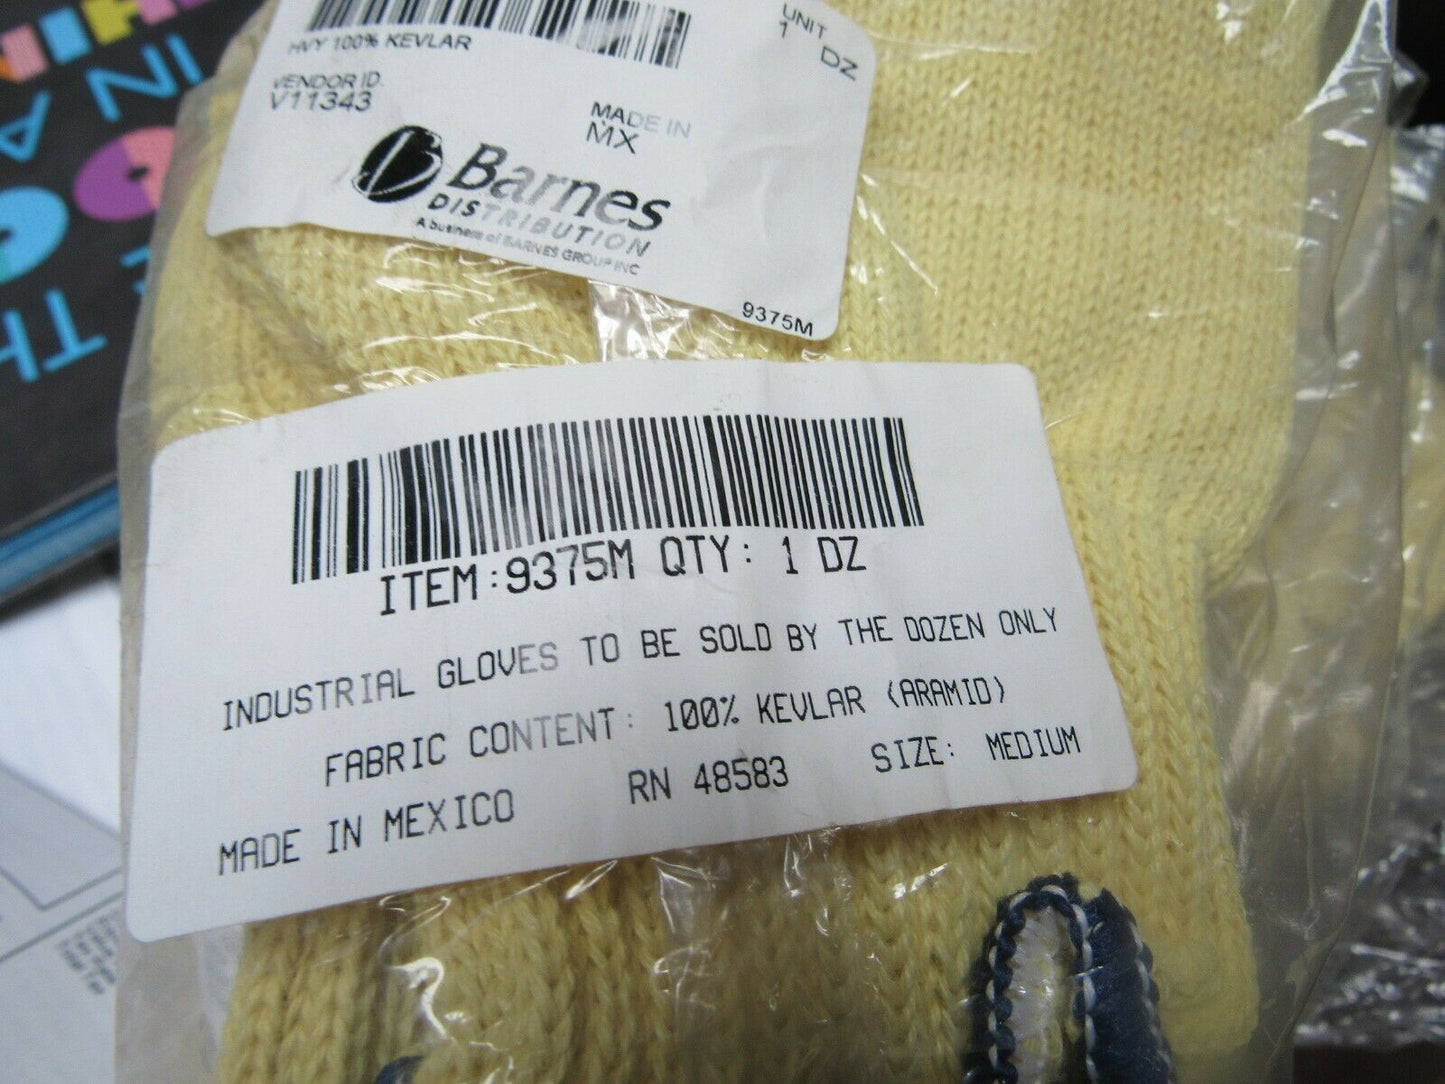 HVY 100% KEVLAR
UNIT
1 DZ
VENDOR ID.
V11343
MADE IN
MX
B Barnes
DISTRIBUTION
A business of BARNES GROUP INC
9375M
ITEM:9375M QTY: 1 DZ
INDUSTRIAL GLOVES TO BE SOLD BY THE DOZEN ONLY
FABRIC CONTENT: 100% KEVLAR (ARAMID)
MADE IN MEXICO RN 48583 SIZE: MEDIUM
IN A